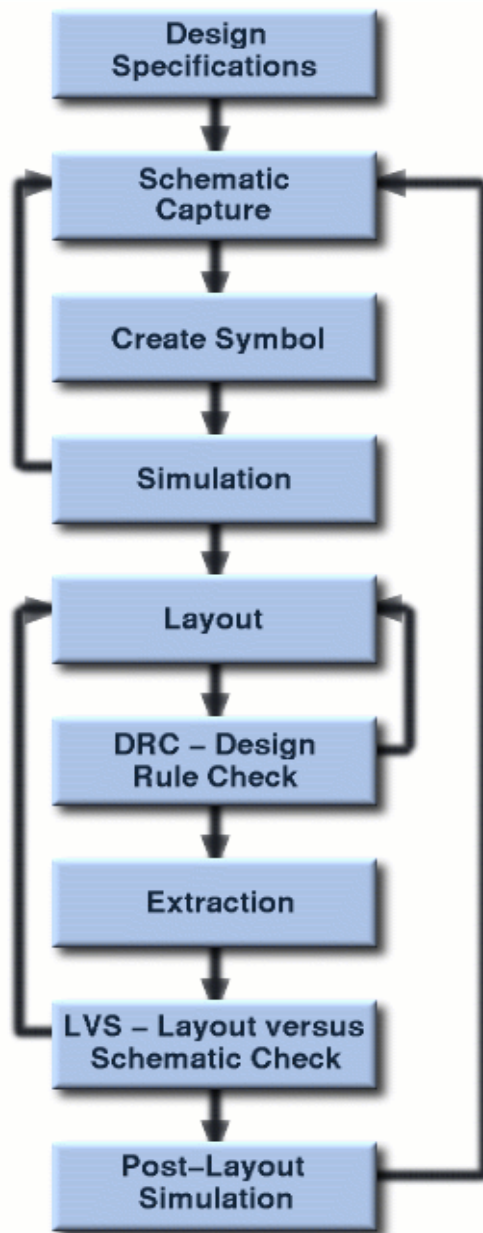 Design
Specifications
Schematic
Capture
Create Symbol
Simulation
Layout
DRC – Design
Rule Check
Extraction
LVS – Layout versus
Schematic Check
Post–Layout
Simulation